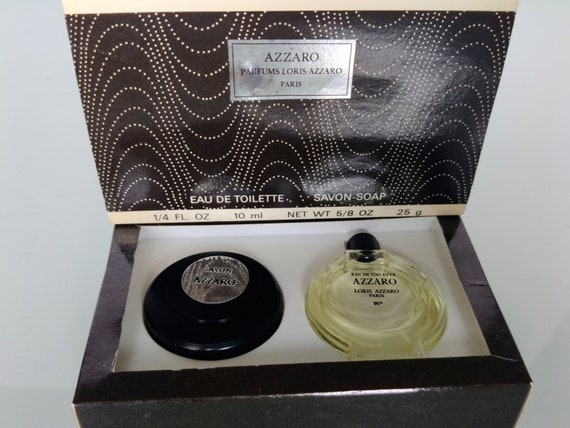 AZZARO
PARFUMS LORIS AZZARO
PARIS
EAU DE TOILETTE . . SAVON-SOAP
1/4 FL. OZ 10 ml NET WT 5/8 OZ 25 g
SAVON
AZZARO
EAU DE TOILETTE
AZZARO
LORIS AZZARO
PARIS
90°